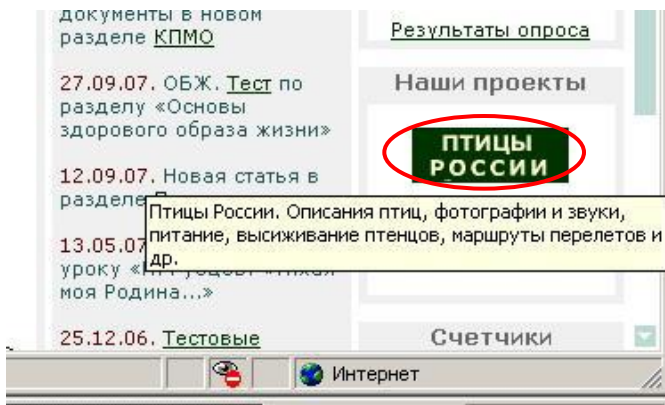 документы в новом
разделе КПМО
27.09.07. ОБЖ. Тест по
разделу «Основы
здорового образа жизни»
12.09.07. Новая статья в
разделе
13.05.07
уроку
моя Родина...»
25.12.06. Тестовые
Результаты опроса
Наши проекты
ПТИЦЫ
РОССИИ
Птицы России. Описания птиц, фотографии и звуки,
питание, высиживание птенцов, маршруты перелетов и
др.
Счетчики
Интернет